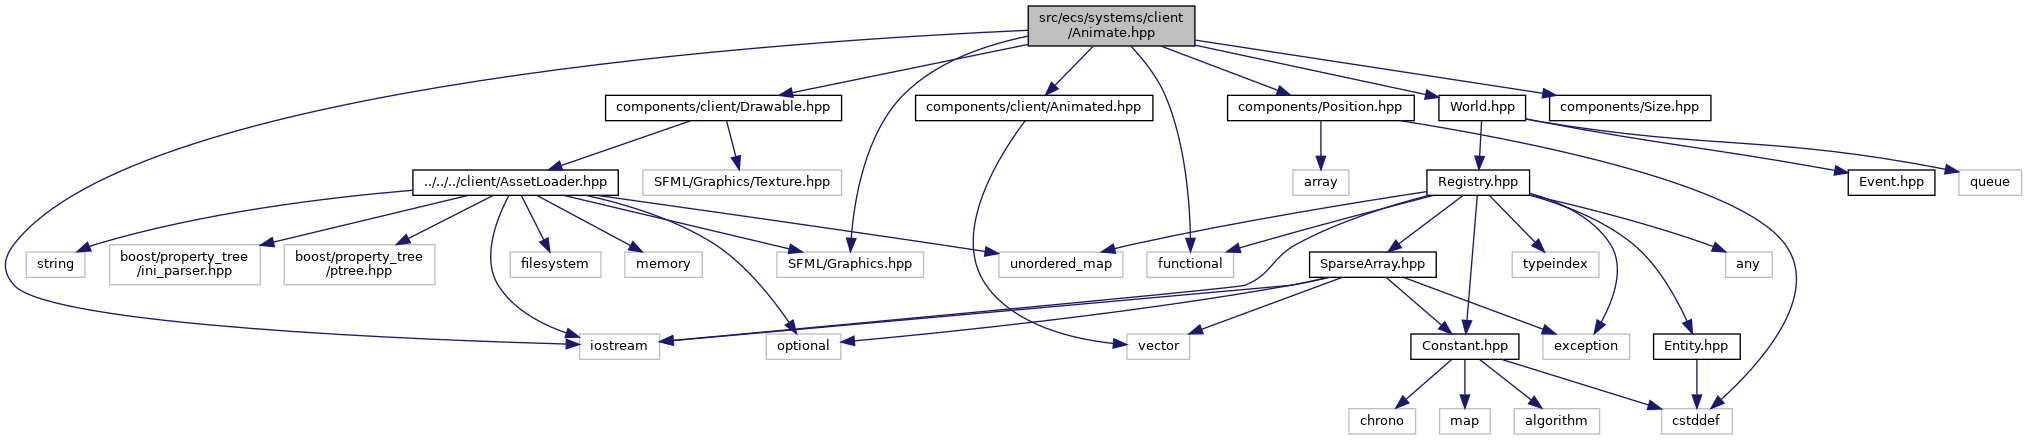 src/ecs/systems/client
/Animate.hpp
components/client/Drawable.hpp
components/client/Animated.hpp
components/Position.hpp
World.hpp
components/Size.hpp
../../../client/AssetLoader.hpp
SFML/Graphics/Texture.hpp
array
Registry.hpp
Event.hpp
queue
string
boost/property_tree
/ini_parser.hpp
boost/property_tree
/ptree.hpp
filesystem
memory
SFML/Graphics.hpp
unordered_map
functional
SparseArray.hpp
typeindex
any
iostream
optional
vector
Constant.hpp
exception
Entity.hpp
chrono
map
algorithm
cstddef